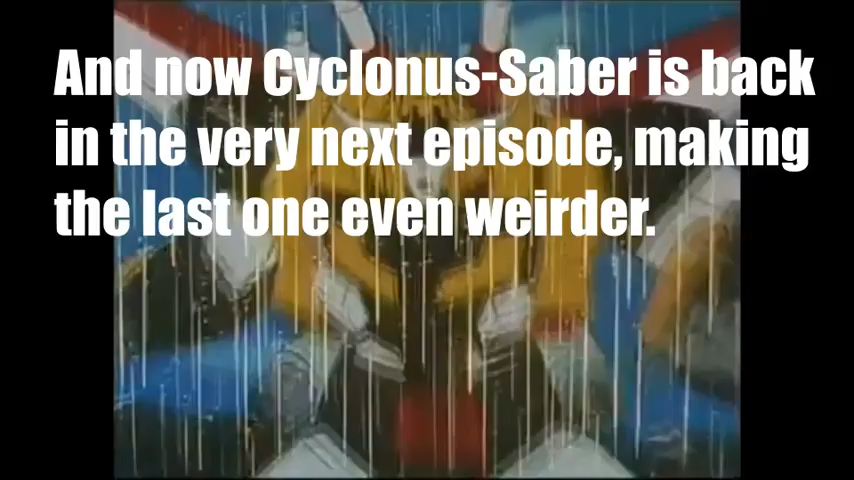 And now Cyclonus-Saber is back
in the very next episode, making
the last one even weirder.